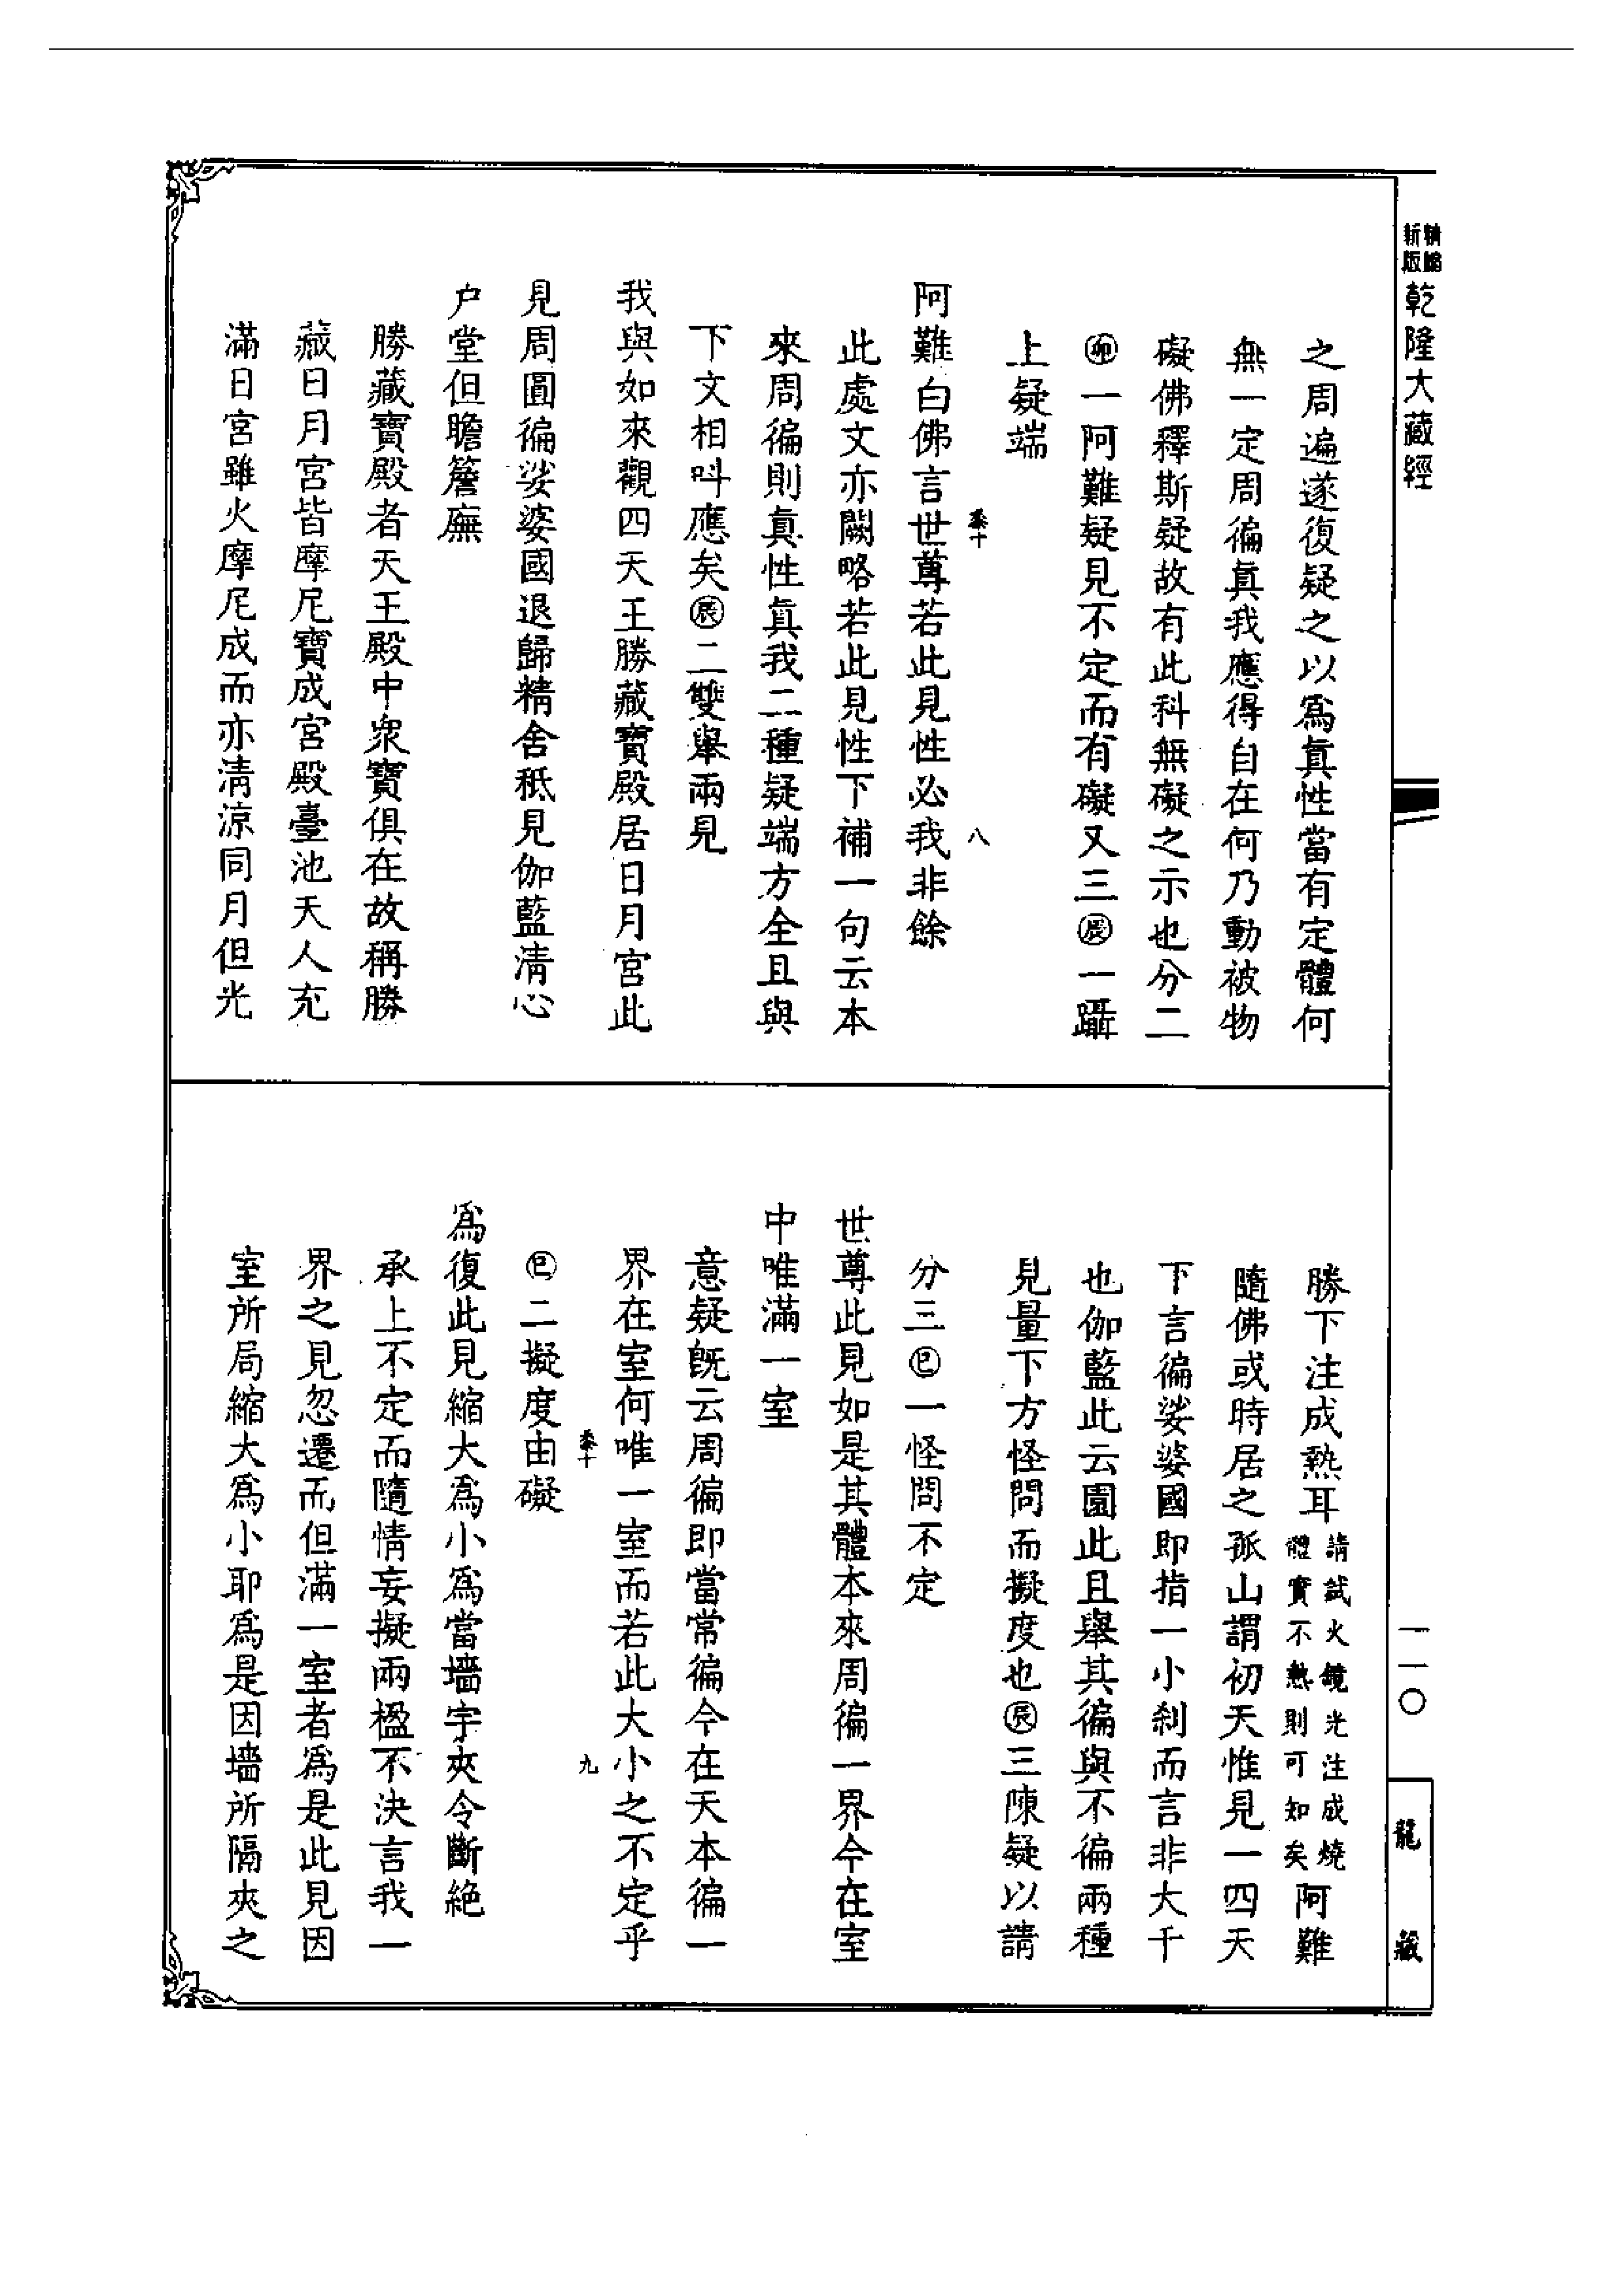 精縮
新版
乾隆大藏經
之周遍遂復疑之以爲眞性當有定體何
無一定周徧眞我應得自在何乃動被物
礙佛釋斯疑故有此科無礙之示也分二
㊞一阿難疑見不定而有礙又三㊞一躡
上疑端
黍十
八
阿難白佛言世尊若此見性必我非餘
此處文亦闕略若此見性下補一句云本
來周徧則眞性眞我二種疑端方全且與
下文相呌應矣㊞二雙舉兩見
我與如來觀四天王勝藏寶殿居日月宮此
見周圓徧娑婆國退歸精舍秖見伽藍清心
户堂但瞻簷廡
勝藏寶殿者天王殿中衆寶俱在故稱勝
藏日月宮皆摩尼寶成宮殿臺池天人充
滿日宮雖火摩尼成而亦清涼同月但光
勝下注成熱耳請試火鏡光注成燒體實不熱則可知矣阿難
隨佛或時居之孤山謂初天惟見一四天
下言徧娑婆國即指一小刹而言非大千
也伽藍此云園此且舉其徧與不徧兩種
見量下方怪問而擬度也㊞三陳疑以請
分三㊞一怪問不定
世尊此見如是其體本來周徧一界今在室
中唯滿一室
意疑旣云周徧即當常徧今在天本徧一
界在室何唯一室而若此大小之不定乎
黍十
九
㊞二擬度由礙
爲復此見縮大爲小爲當墻宇夾令斷絶
承上不定而隨情妄擬兩楹不決言我一
界之見忽遷而但滿一室者爲是此見因
室所局縮大爲小耶爲是因墻所隔夾之
一一〇
龍藏